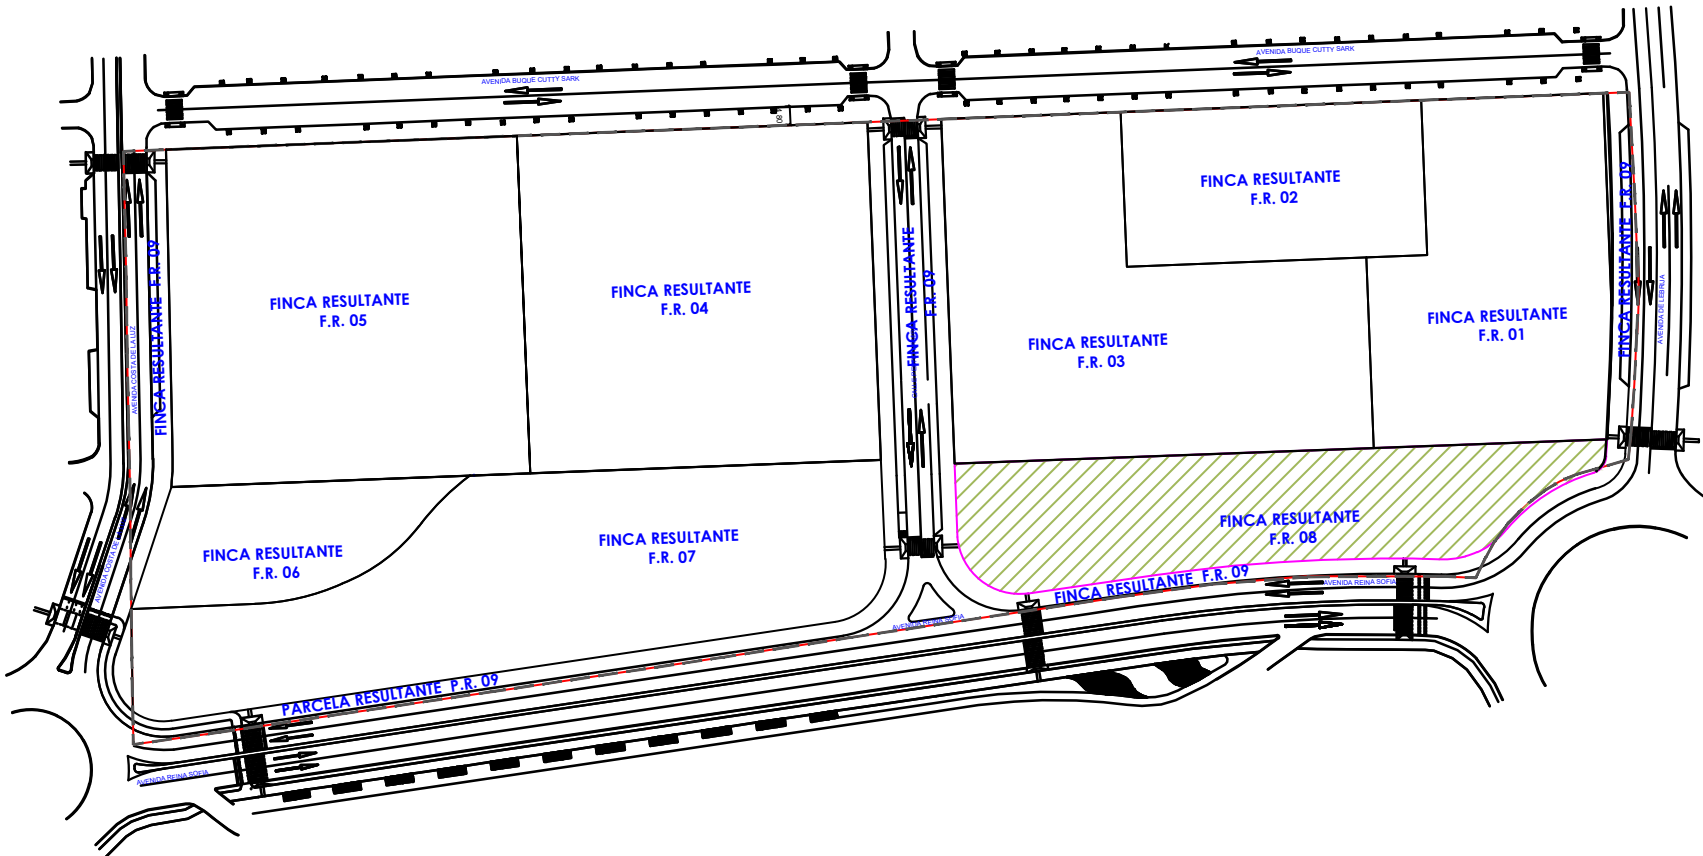 AVENIDA BUQUE CUTTY SARK
AVENIDA BUQUE CUTTY SARK
FINCA RESULTANTE
F.R. 02
FINCA RESULTANTE
F.R. 05
FINCA RESULTANTE
F.R. 04
FINCA RESULTANTE
F.R. 03
FINCA RESULTANTE
F.R. 01
FINCA RESULTANTE F.R. 09
FINCA RESULTANTE
F.R. 09
FINCA RESULTANTE F.R. 09
AVENIDA COSTA DE LA LUZ
AVENIDA DE LEBRIJA
FINCA RESULTANTE
F.R. 06
FINCA RESULTANTE
F.R. 07
FINCA RESULTANTE
F.R. 08
FINCA RESULTANTE F.R. 09
AVENIDA REINA SOFIA
AVENIDA REINA SOFIA
AVENIDA COSTA DE
PARCELA RESULTANTE P.R. 09
AVENIDA REINA SOFIA